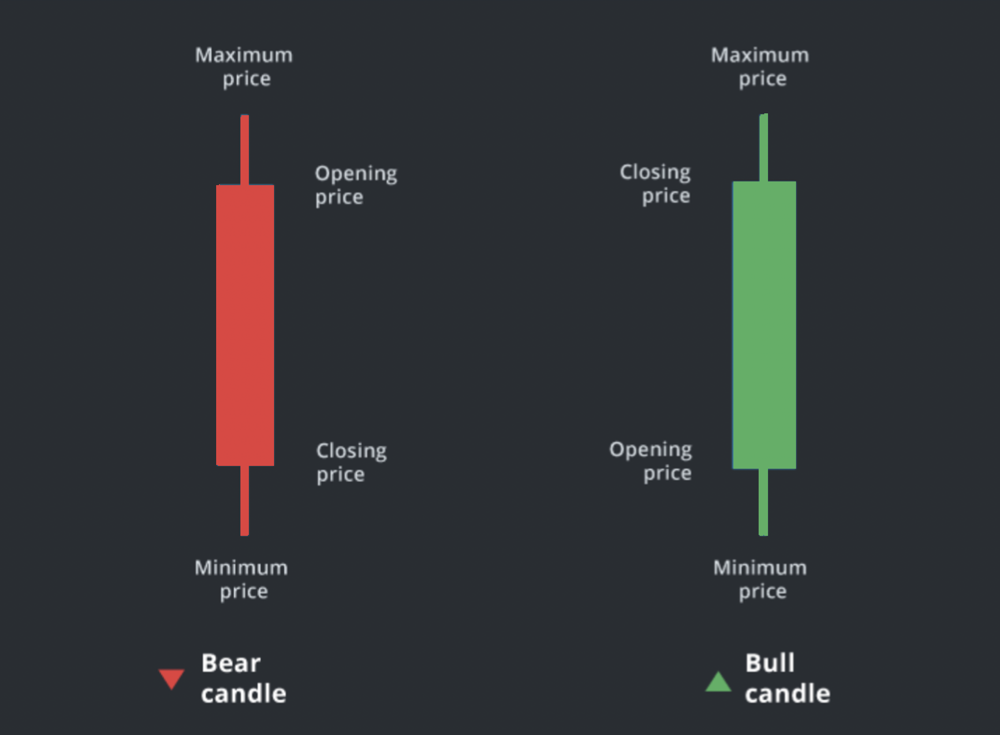 Maximum
price
Opening
price
Closing
price
Minimum
price
Bear
candle
Maximum
price
Closing
price
Opening
price
Minimum
price
Bull
candle